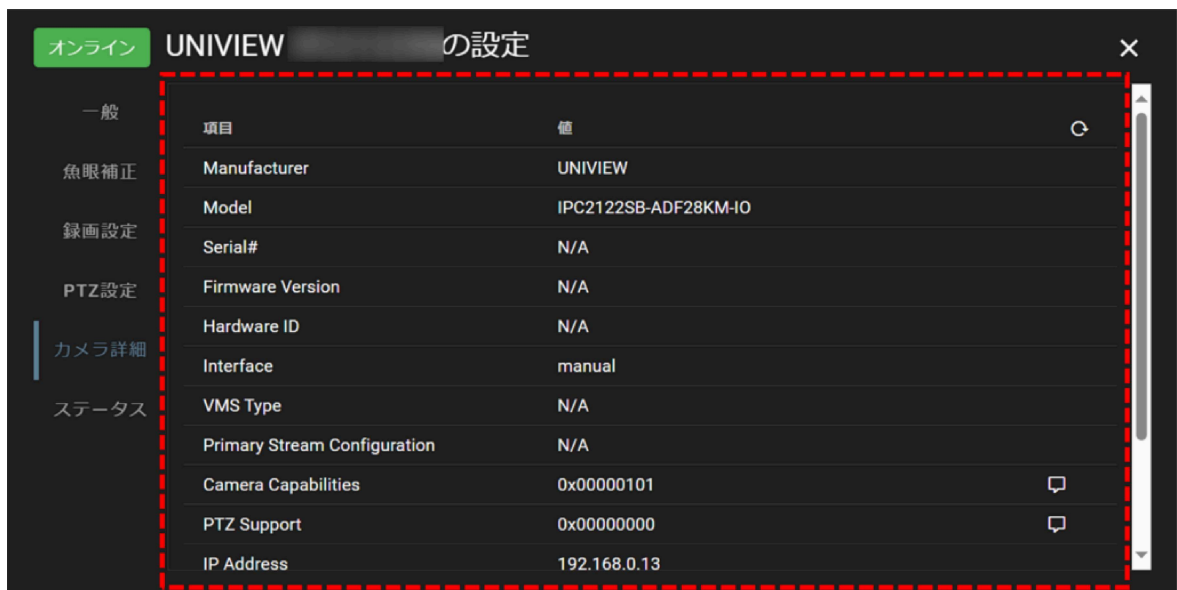 オンライン UNIVIEW の設定
一般
魚眼補正
録画設定
PTZ設定
カメラ詳細
ステータス
項目 値
Manufacturer UNIVIEW
Model IPC2122SB-ADF28KM-IO
Serial# N/A
Firmware Version N/A
Hardware ID N/A
Interface manual
VMS Type N/A
Primary Stream Configuration N/A
Camera Capabilities 0x00000101
PTZ Support 0x00000000
IP Address 192.168.0.13